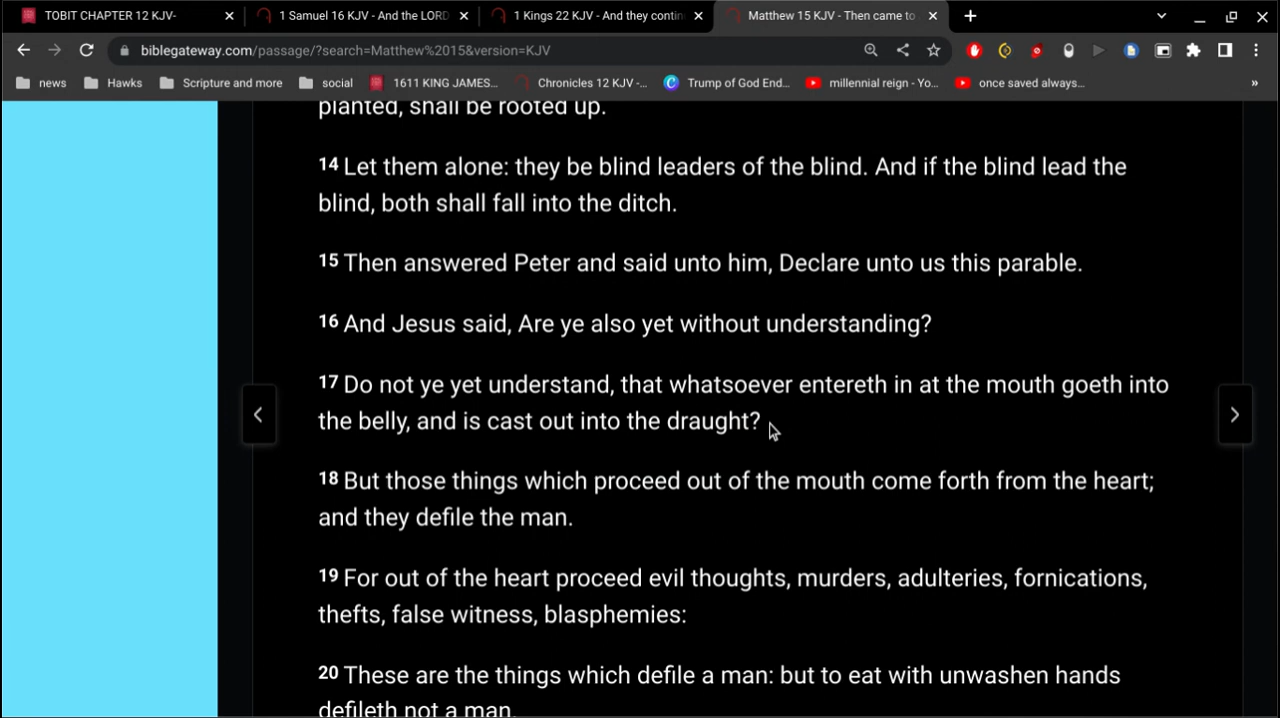 TOBIT CHAPTER 12 KJV-
1 Samuel 16 KJV - And the LORD
1 Kings 22 KJV - And they contin
Matthew 15 KJV - Then came to
biblegateway.com/passage/?search=Matthew%2015&version=KJV
news
Hawks
Scripture and more
social
1611 KING JAMES...
Chronicles 12 KJV -...
Trump of God End...
millennial reign - Yo...
once saved always...
planted, shall be rooted up.
14 Let them alone: they be blind leaders of the blind. And if the blind lead the
blind, both shall fall into the ditch.
15 Then answered Peter and said unto him, Declare unto us this parable.
16 And Jesus said, Are ye also yet without understanding?
17 Do not ye yet understand, that whatsoever entereth in at the mouth goeth into
the belly, and is cast out into the draught?
18 But those things which proceed out of the mouth come forth from the heart;
and they defile the man.
19 For out of the heart proceed evil thoughts, murders, adulteries, fornications,
thefts, false witness, blasphemies:
20 These are the things which defile a man: but to eat with unwashen hands
defileth not a man.